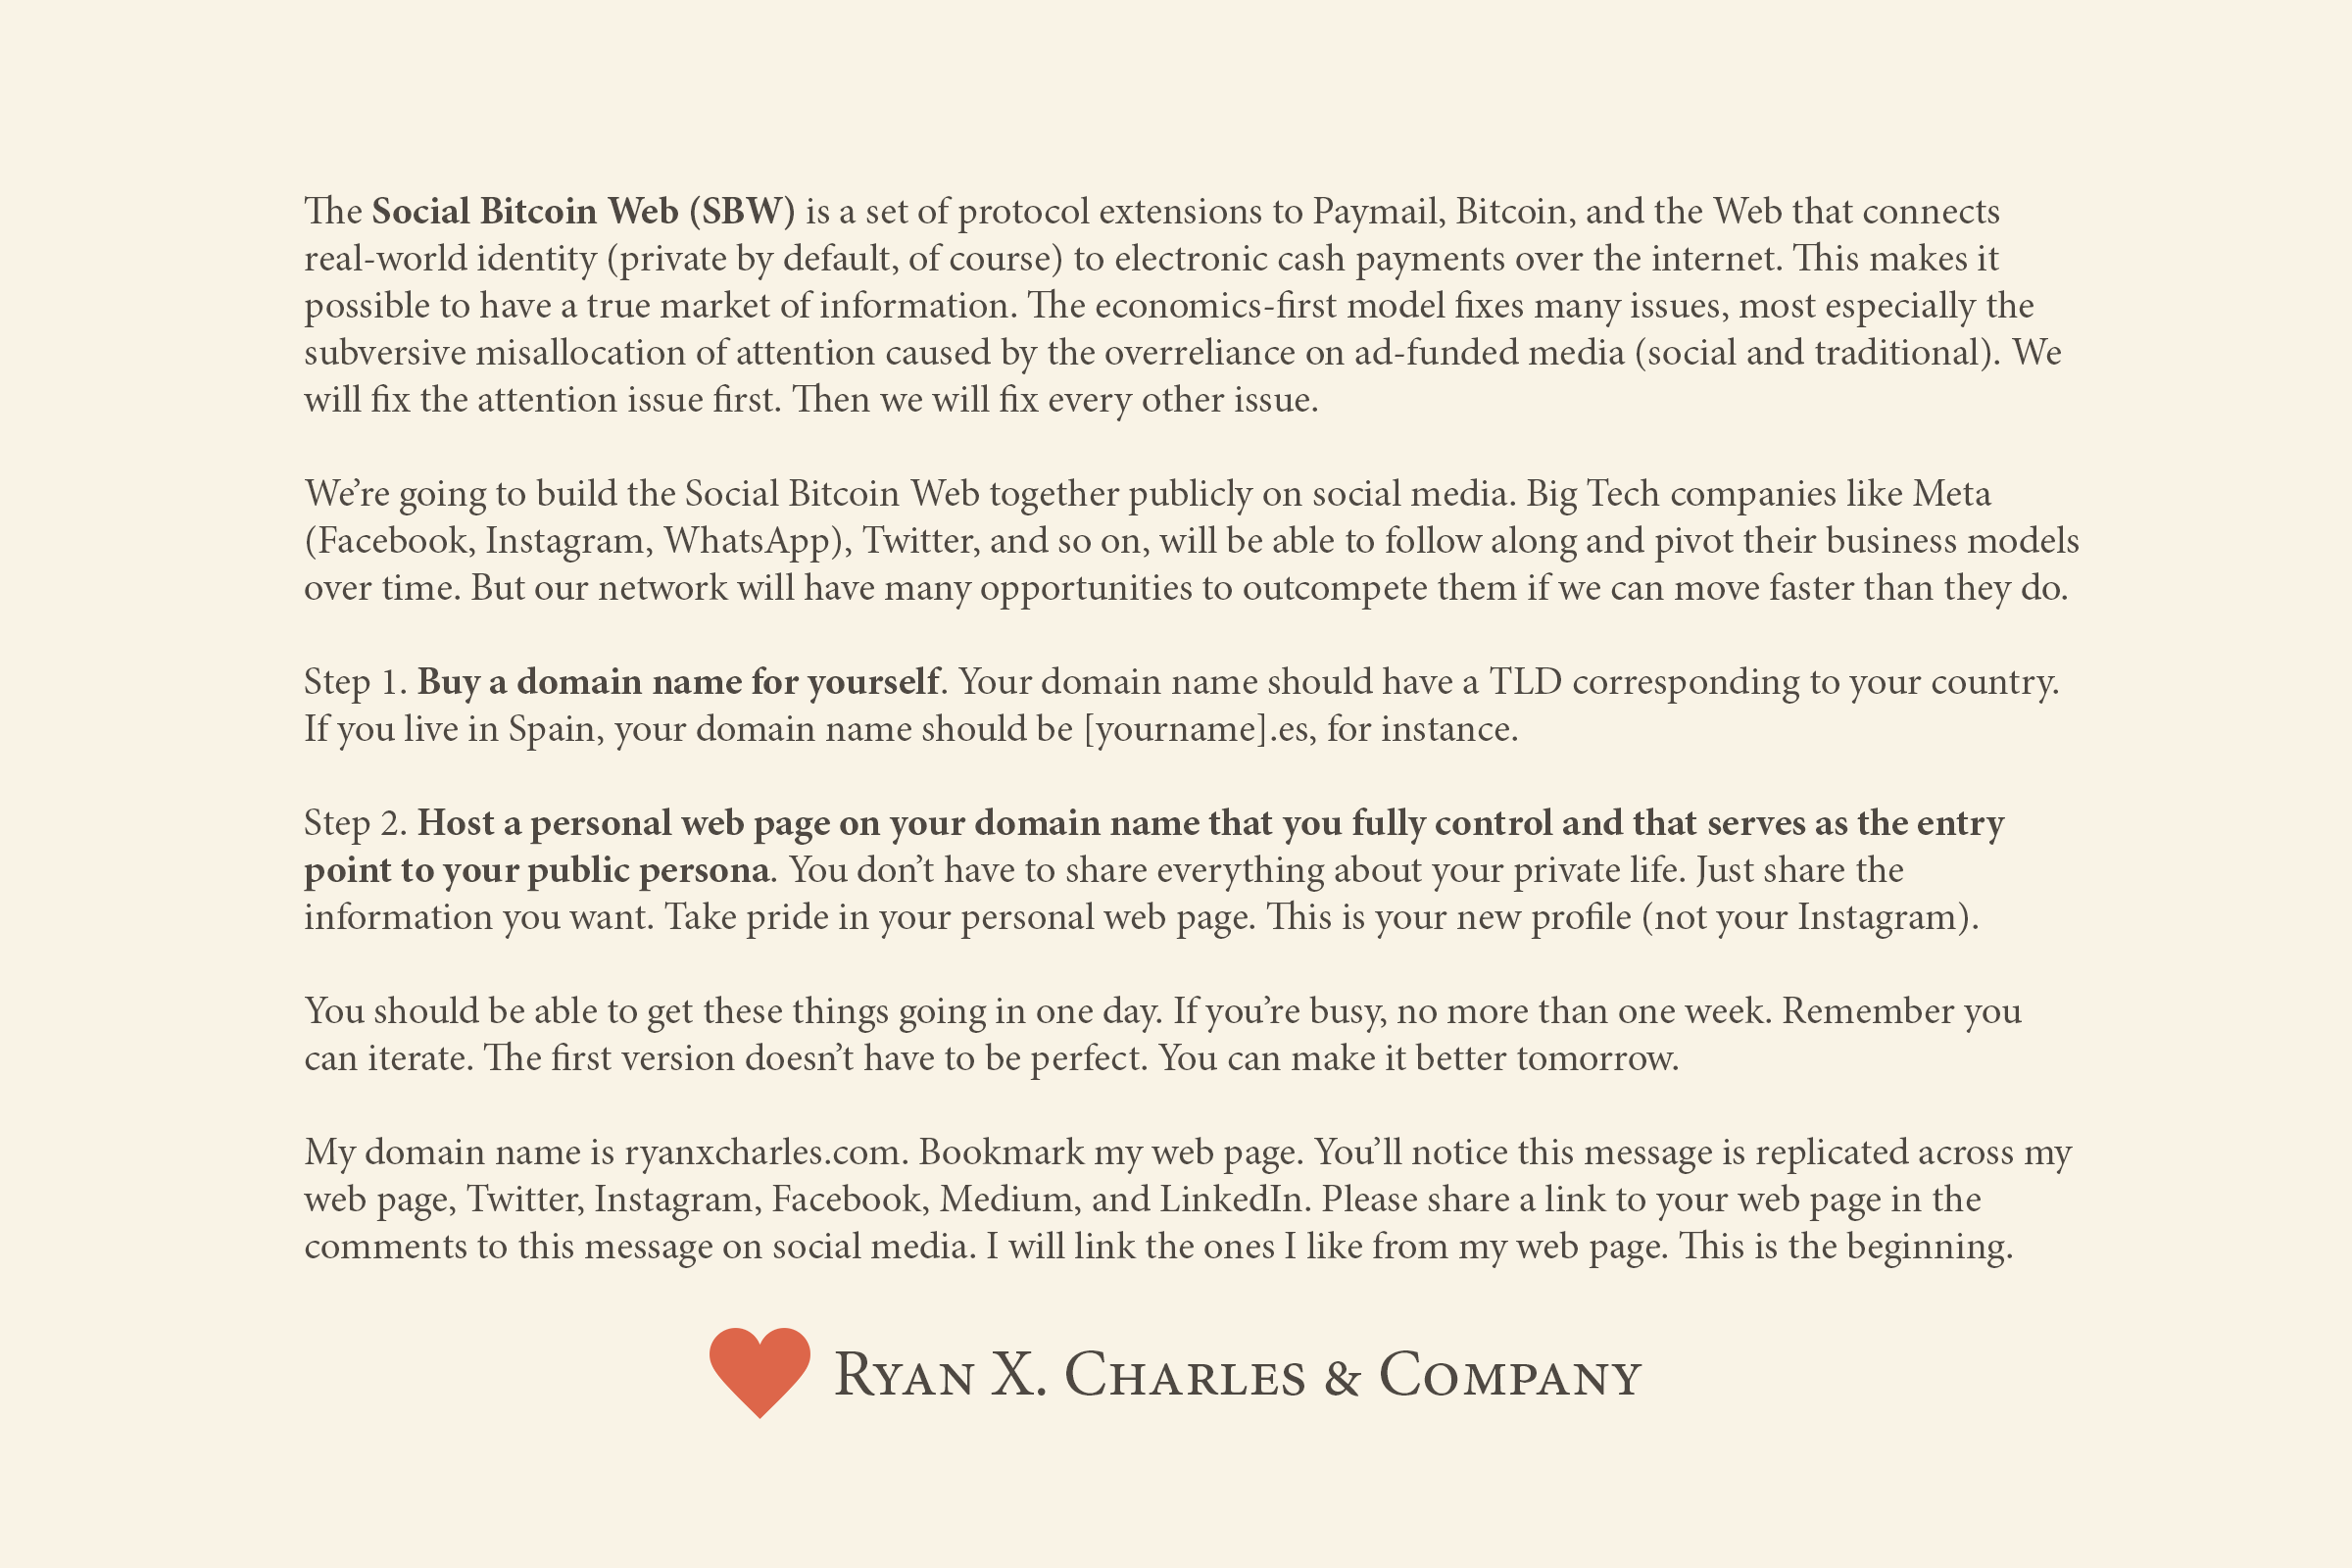 The Social Bitcoin Web (SBW) is a set of protocol extensions to Paymail, Bitcoin, and the Web that connects
real-world identity (private by default, of course) to electronic cash payments over the internet. This makes it
possible to have a true market of information. The economics-first model fixes many issues, most especially the
subversive misallocation of attention caused by the overreliance on ad-funded media (social and traditional). We
will fix the attention issue first. Then we will fix every other issue.
We’re going to build the Social Bitcoin Web together publicly on social media. Big Tech companies like Meta
(Facebook, Instagram, WhatsApp), Twitter, and so on, will be able to follow along and pivot their business models
over time. But our network will have many opportunities to outcompete them if we can move faster than they do.
Step 1. Buy a domain name for yourself. Your domain name should have a TLD corresponding to your country.
If you live in Spain, your domain name should be [yourname].es, for instance.
Step 2. Host a personal web page on your domain name that you fully control and that serves as the entry
point to your public persona. You don’t have to share everything about your private life. Just share the
information you want. Take pride in your personal web page. This is your new profile (not your Instagram).
You should be able to get these things going in one day. If you’re busy, no more than one week. Remember you
can iterate. The first version doesn’t have to be perfect. You can make it better tomorrow.
My domain name is ryanxcharles.com. Bookmark my web page. You’ll notice this message is replicated across my
web page, Twitter, Instagram, Facebook, Medium, and LinkedIn. Please share a link to your web page in the
comments to this message on social media. I will link the ones I like from my web page. This is the beginning.
Ryan X. Charles & Company